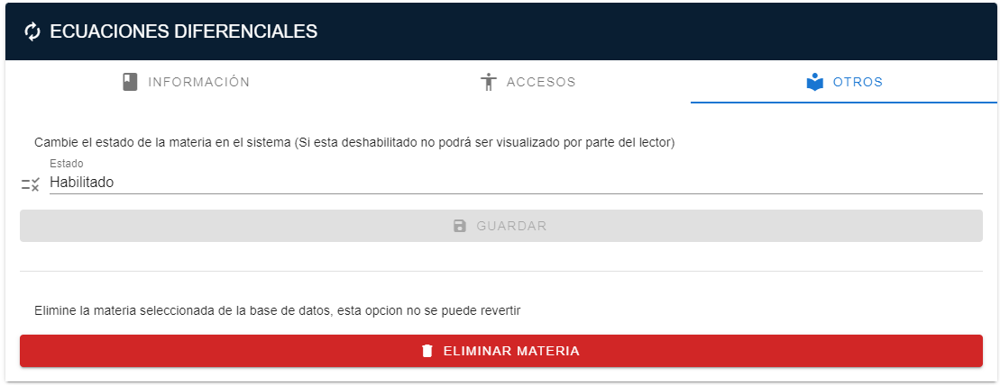 ECUACIONES DIFERENCIALES
INFORMACIÓN
ACCESOS
OTROS
Cambie el estado de la materia en el sistema (Si esta deshabilitado no podrá ser visualizado por parte del lector)
Estado
Habilitado
GUARDAR
Elimine la materia seleccionada de la base de datos, esta opcion no se puede revertir
ELIMINAR MATERIA